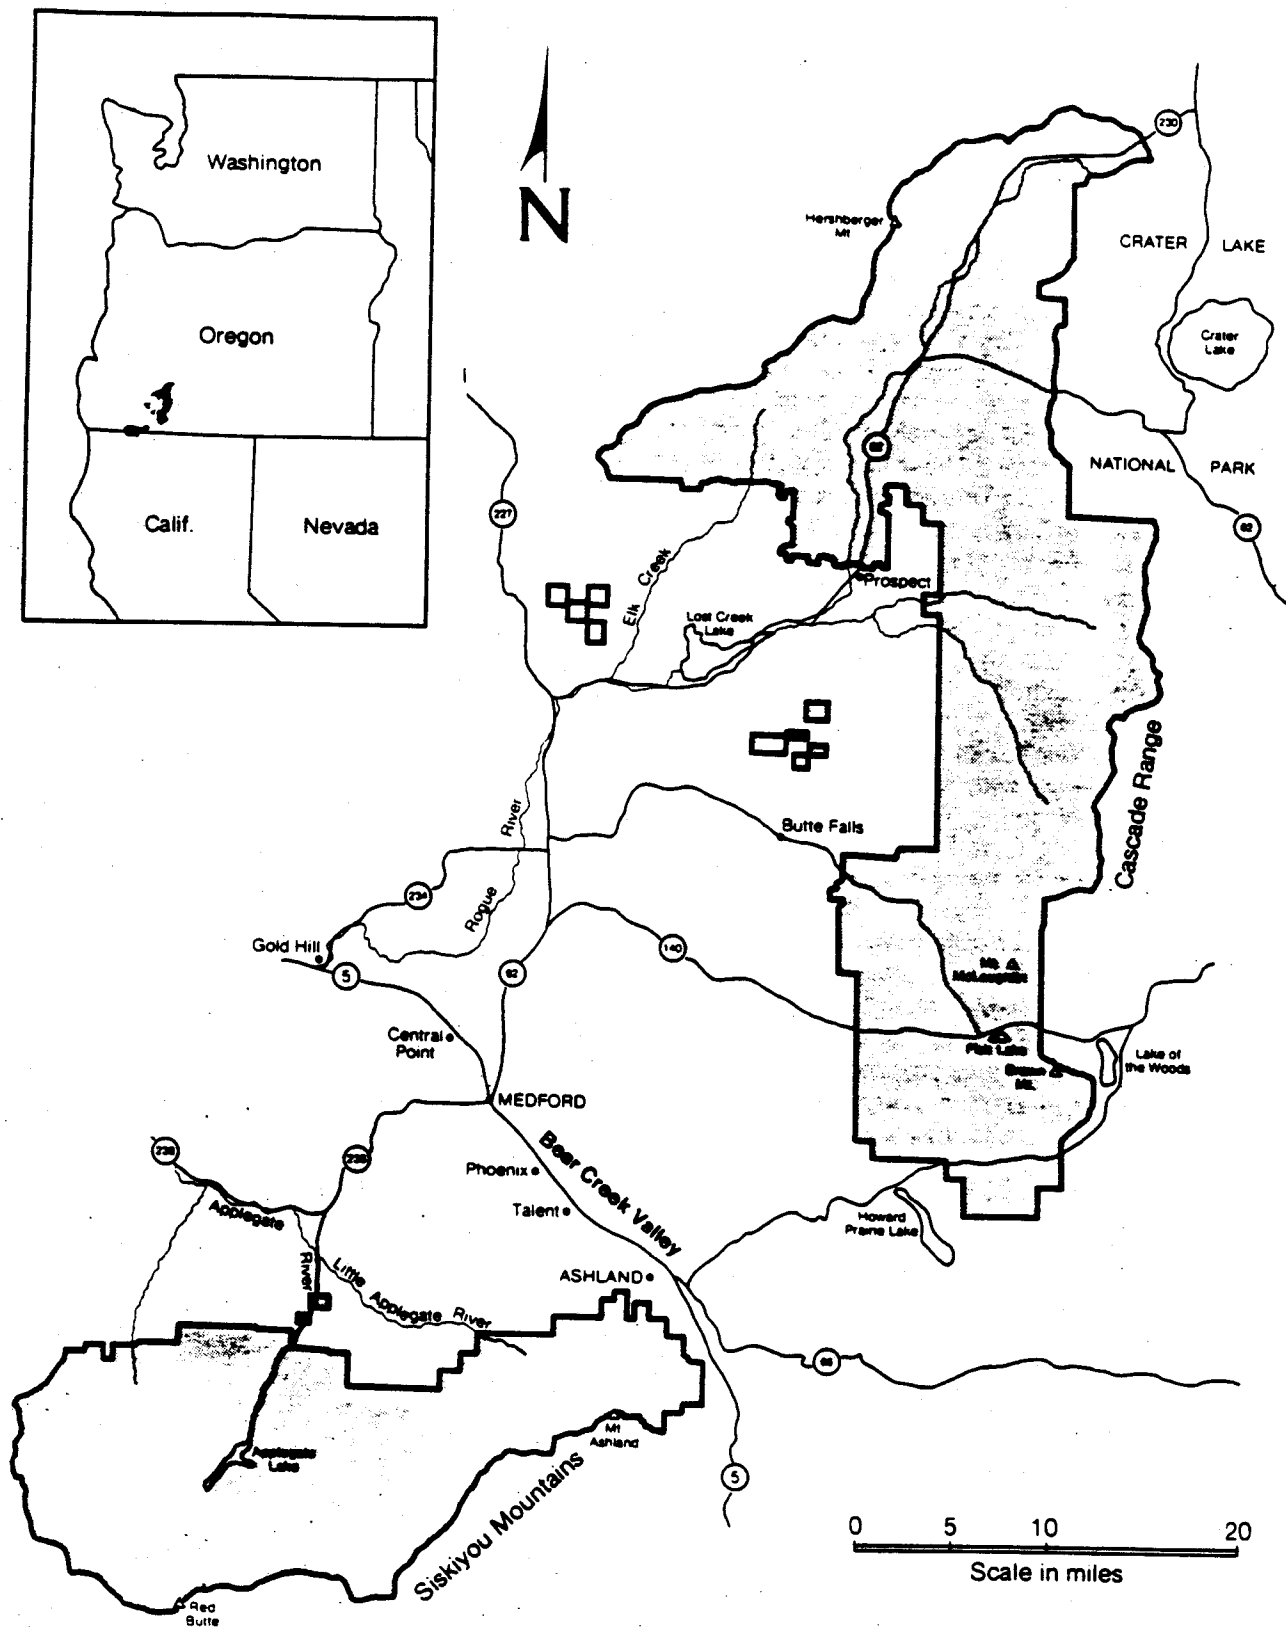 Washington
Oregon
Calif.
Nevada
N
230
Hershberger
Mt
CRATER LAKE
Crater
Lake
62
NATIONAL PARK
62
227
Elk Creek
Prospect
Lost Creek
Lake
Cascade Range
Rogue River
Butte Falls
234
Gold Hill
5
62
140
Mt.
McLoughlin
Central
Point
Fish Lake
Brown
Mt.
Lake of
the Woods
MEDFORD
238
238
Bear Creek Valley
Phoenix
Talent
Applegate
River
Howard
Prairie Lake
Little Applegate River
ASHLAND
66
Mt
Ashland
Applegate
Lake
Siskiyou Mountains
5
Red
Butte
0 5 10 20
Scale in miles